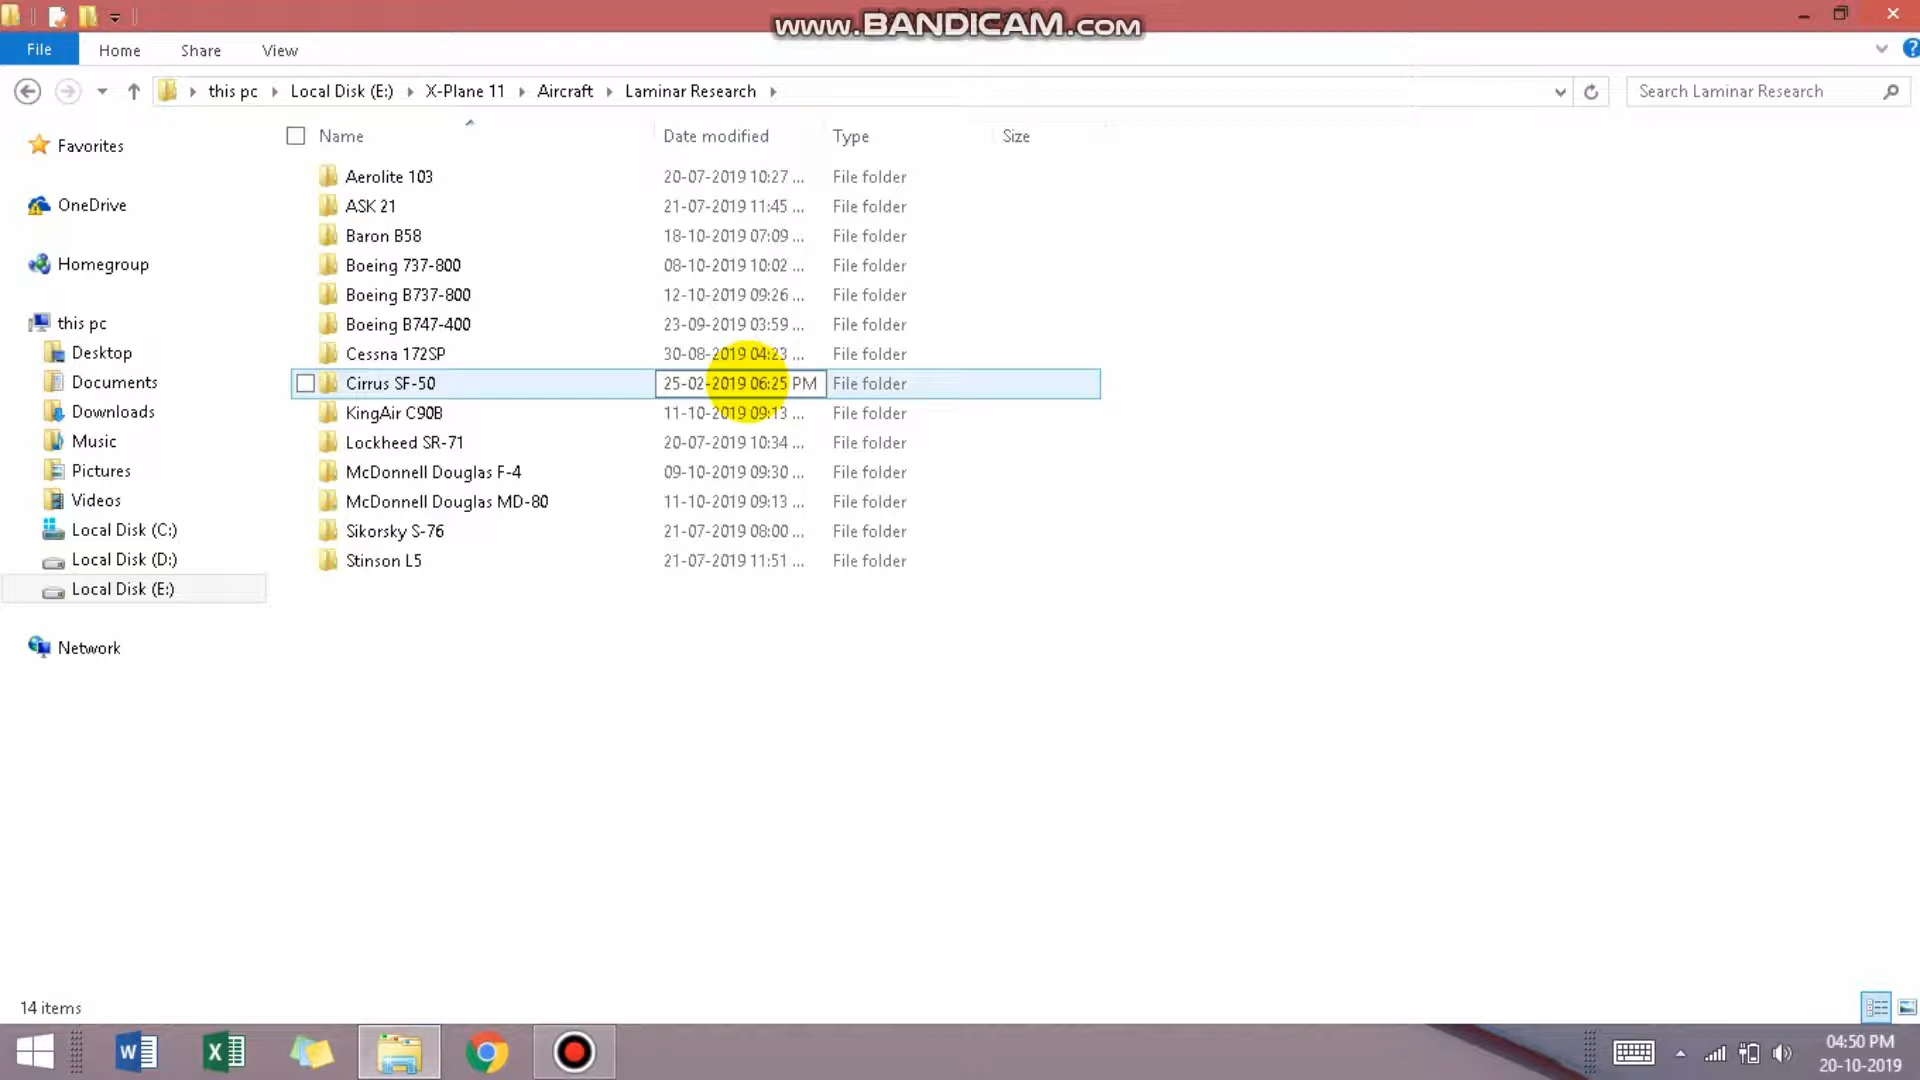 www.BANDICAM.com
File Home Share View
this pc Local Disk (E:) X-Plane 11 Aircraft Laminar Research Search Laminar Research
Name Date modified Type Size
Favorites
OneDrive
Homegroup
this pc
Desktop
Documents
Downloads
Music
Pictures
Videos
Local Disk (C:)
Local Disk (D:)
Local Disk (E:)
Network
Aerolite 103 20-07-2019 10:27 ... File folder
ASK 21 21-07-2019 11:45 ... File folder
Baron B58 18-10-2019 07:09 ... File folder
Boeing 737-800 08-10-2019 10:02 ... File folder
Boeing B737-800 12-10-2019 09:26 ... File folder
Boeing B747-400 23-09-2019 03:59 ... File folder
Cessna 172SP 30-08-2019 04:23 ... File folder
Cirrus SF-50 25-02-2019 06:25 PM File folder
KingAir C90B 11-10-2019 09:13 ... File folder
Lockheed SR-71 20-07-2019 10:34 ... File folder
McDonnell Douglas F-4 09-10-2019 09:30 ... File folder
McDonnell Douglas MD-80 11-10-2019 09:13 ... File folder
Sikorsky S-76 21-07-2019 08:00 ... File folder
Stinson L5 21-07-2019 11:51 ... File folder
14 items
04:50 PM
20-10-2019